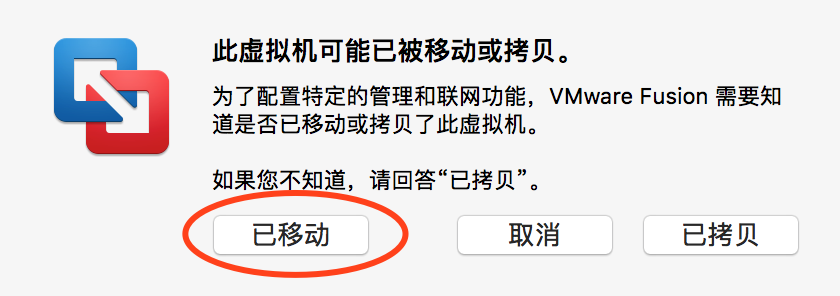 此虚拟机可能已被移动或拷贝。
为了配置特定的管理和联网功能，VMware Fusion 需要知
道是否已移动或拷贝了此虚拟机。
如果您不知道，请回答“已拷贝”。
已移动
取消
已拷贝